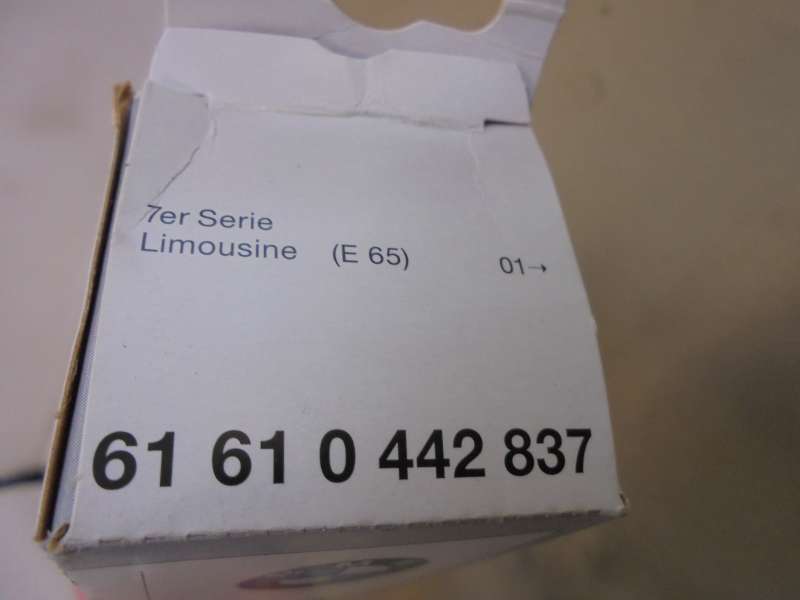 7er Serie
Limousine (E 65) 01→
61 61 0 442 837